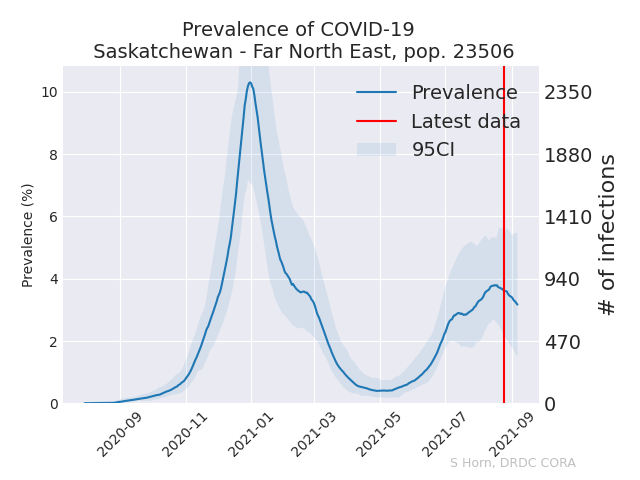 Prevalence of COVID-19
Saskatchewan - Far North East, pop. 23506
Prevalence
Latest data
95CI
10
8
6
4
2
0
Prevalence (%)
2350
1880
1410
940
470
0
# of infections
2020-09
2020-11
2021-01
2021-03
2021-05
2021-07
2021-09
S Horn, DRDC CORA